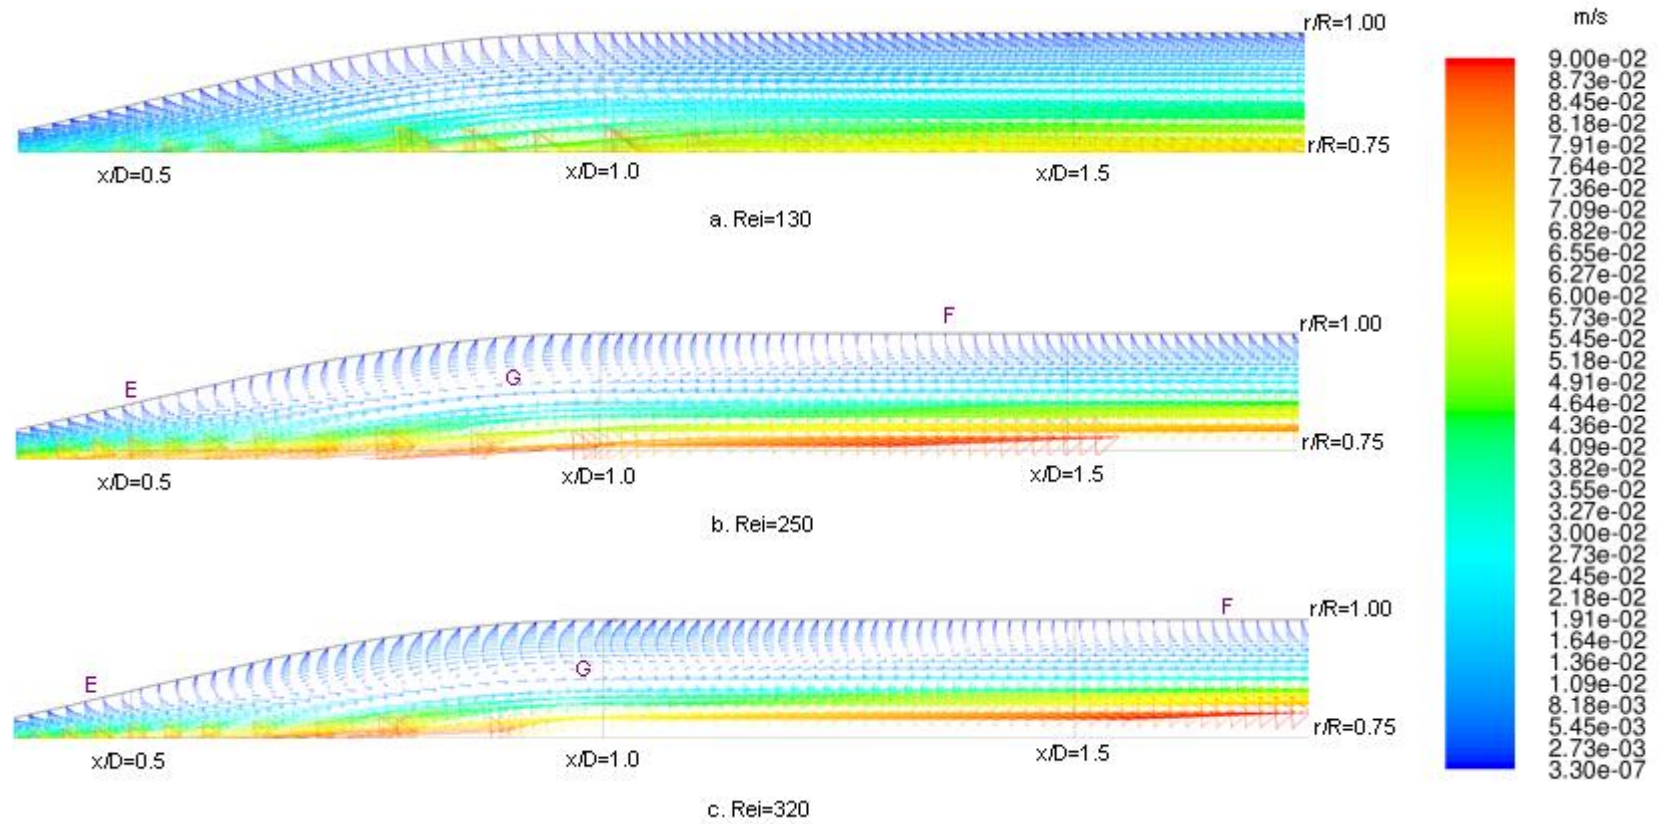 m/s
r/R=1.00
r/R=0.75
x/D=0.5
x/D=1.0
x/D=1.5
a. Rei=130
F
r/R=1.00
G
E
r/R=0.75
x/D=0.5
x/D=1.0
x/D=1.5
b. Rei=250
F
r/R=1.00
G
E
r/R=0.75
x/D=0.5
x/D=1.0
x/D=1.5
c. Rei=320
9.00e-02
8.73e-02
8.45e-02
8.18e-02
7.91e-02
7.64e-02
7.36e-02
7.09e-02
6.82e-02
6.55e-02
6.27e-02
6.00e-02
5.73e-02
5.45e-02
5.18e-02
4.91e-02
4.64e-02
4.36e-02
4.09e-02
3.82e-02
3.55e-02
3.27e-02
3.00e-02
2.73e-02
2.45e-02
2.18e-02
1.91e-02
1.64e-02
1.36e-02
1.09e-02
8.18e-03
5.45e-03
2.73e-03
3.30e-07